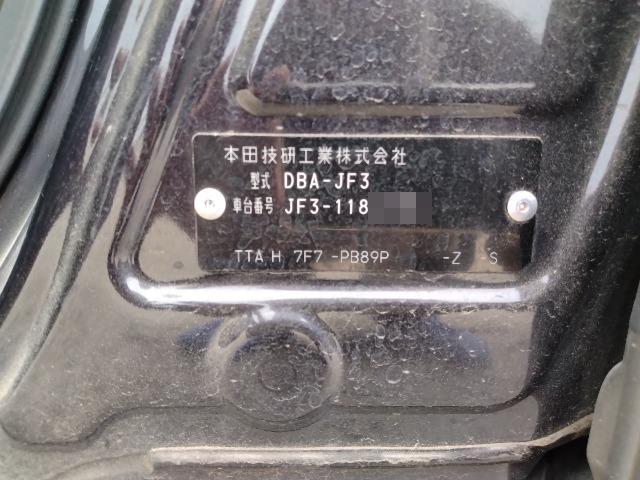 本田技研工業株式会社
型式 DBA-JF3
車台番号 JF3-118
TTA H 7F7 -PB89P -Z -S